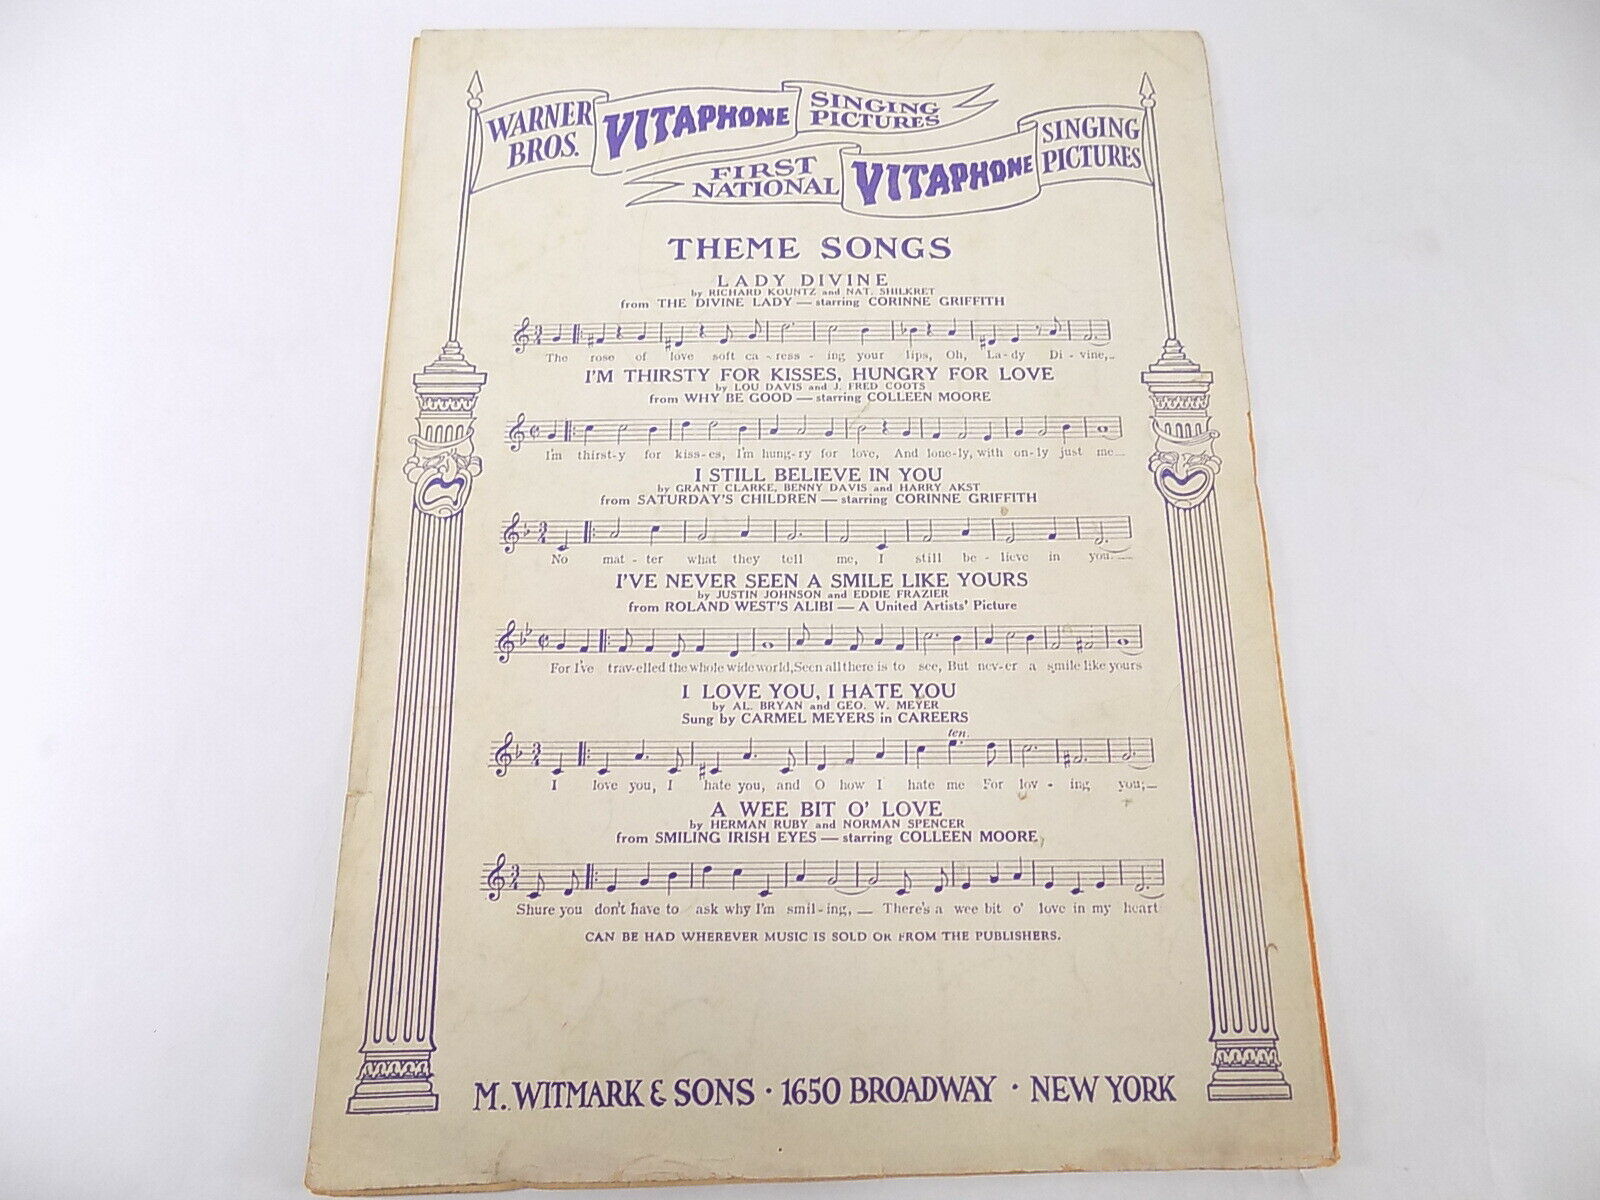 WARNER BROS. VITAPHONE SINGING PICTURES
FIRST NATIONAL VITAPHONE SINGING PICTURES
THEME SONGS
LADY DIVINE
by RICHARD KOUNTZ and NAT. SHILKRET
from THE DIVINE LADY — starring CORINNE GRIFFITH
The rose of love soft ca - ress - ing your lips, Oh, La - dy Di - vine,
I'M THIRSTY FOR KISSES, HUNGRY FOR LOVE
by LOU DAVIS and J. FRED COOTS
from WHY BE GOOD — starring COLLEEN MOORE
I'm thirst-y for kiss-es, I'm hung-ry for love, And lone-ly, with on-ly just me
I STILL BELIEVE IN YOU
by GRANT CLARKE, BENNY DAVIS and HARRY AKST
from SATURDAY'S CHILDREN — starring CORINNE GRIFFITH
No mat - ter what they tell me, I still be - lieve in you.
I'VE NEVER SEEN A SMILE LIKE YOURS
by JUSTIN JOHNSON and EDDIE FRAZIER
from ROLAND WEST'S ALIBI — A United Artists' Picture
For I've trav-elled the whole wide world, Seen all there is to see, But nev-er a smile like yours
I LOVE YOU, I HATE YOU
by AL. BRYAN and GEO. W. MEYER
Sung by CARMEL MEYERS in CAREERS
ten.
I love you, I hate you, and O how I hate me For lov - ing you;
A WEE BIT O' LOVE
by HERMAN RUBY and NORMAN SPENCER
from SMILING IRISH EYES — starring COLLEEN MOORE
Shure you don't have to ask why I'm smil-ing, There's a wee bit o' love in my heart
CAN BE HAD WHEREVER MUSIC IS SOLD OR FROM THE PUBLISHERS.
M. WITMARK & SONS · 1650 BROADWAY · NEW YORK